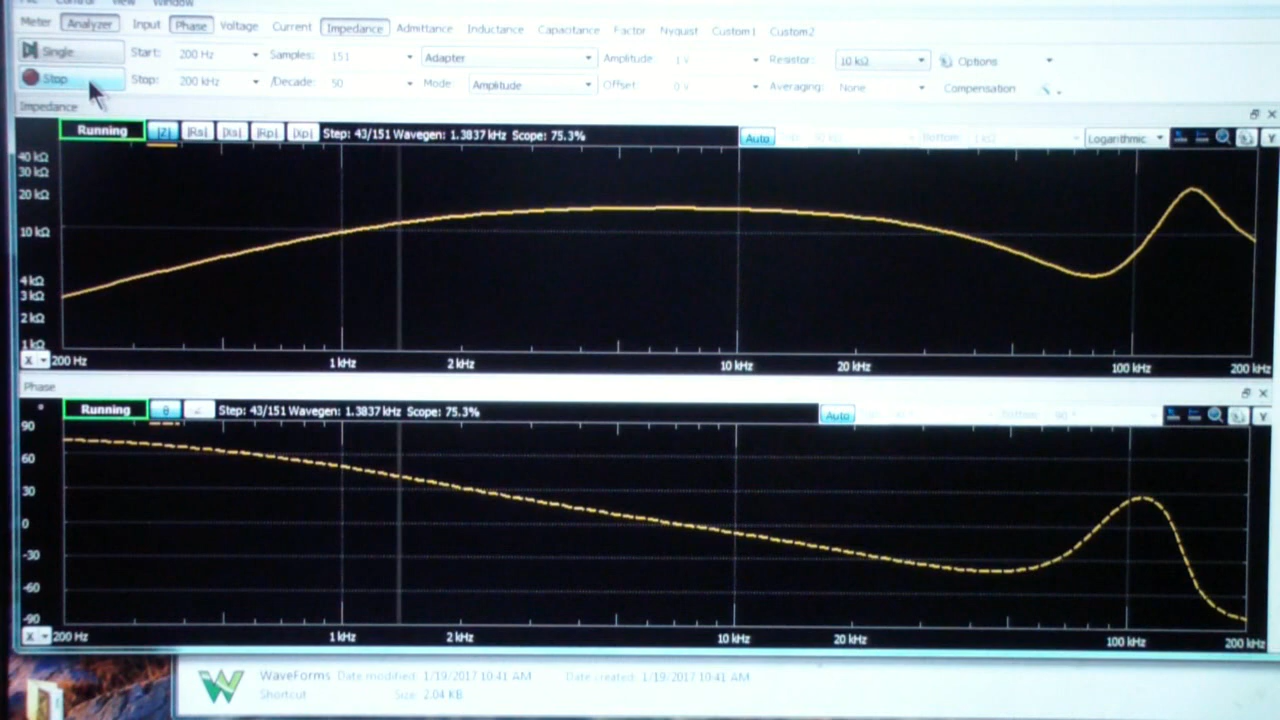 Control View Window
Meter Analyzer Input Phase Voltage Current Impedance Admittance Inductance Capacitance Factor Nyquist Custom1 Custom2
Single Start: 200 Hz Samples: 151 Adapter Amplitude: 1 V Resistor: 10 kΩ Options
Stop Stop: 200 kHz /Decade: 50 Mode: Amplitude Offset: 0 V Averaging: None Compensation
Impedance
Running |Z| |Rs| |Xs| |Rp| |Xp| Step: 43/151 Wavegen: 1.3837 kHz Scope: 75.3% Auto Bottom: 1 kΩ Logarithmic Y
40 kΩ
30 kΩ
20 kΩ
10 kΩ
4 kΩ
3 kΩ
2 kΩ
1 kΩ
X 200 Hz 1 kHz 2 kHz 10 kHz 20 kHz 100 kHz 200 kHz
Phase
Running θ Step: 43/151 Wavegen: 1.3837 kHz Scope: 75.3% Auto Bottom: Y
°
90
60
30
0
-30
-60
-90
X 200 Hz 1 kHz 2 kHz 10 kHz 20 kHz 100 kHz 200 kHz
WaveForms Date modified: 1/19/2017 10:41 AM Date created: 1/19/2017 10:41 AM
Shortcut Size: 2.04 KB